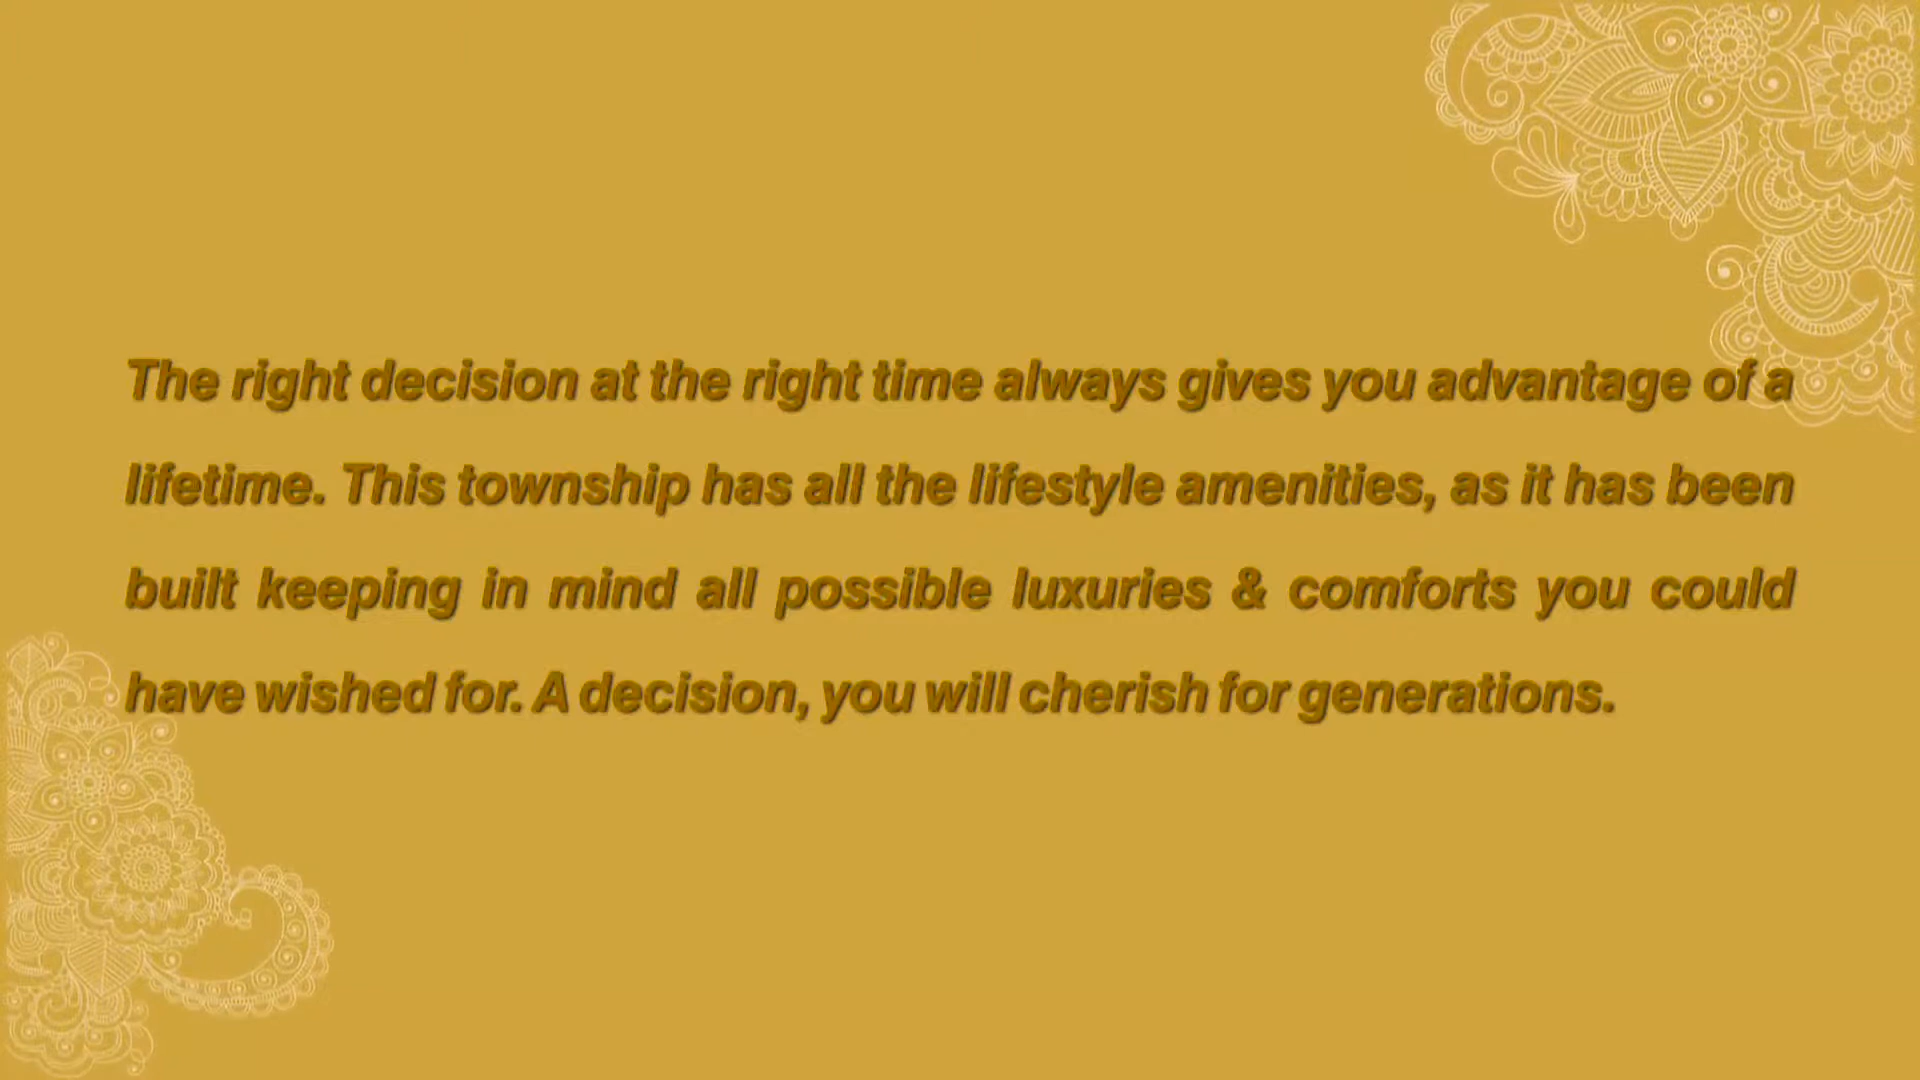 The right decision at the right time always gives you advantage of a
lifetime. This township has all the lifestyle amenities, as it has been
built keeping in mind all possible luxuries & comforts you could
have wished for. A decision, you will cherish for generations.